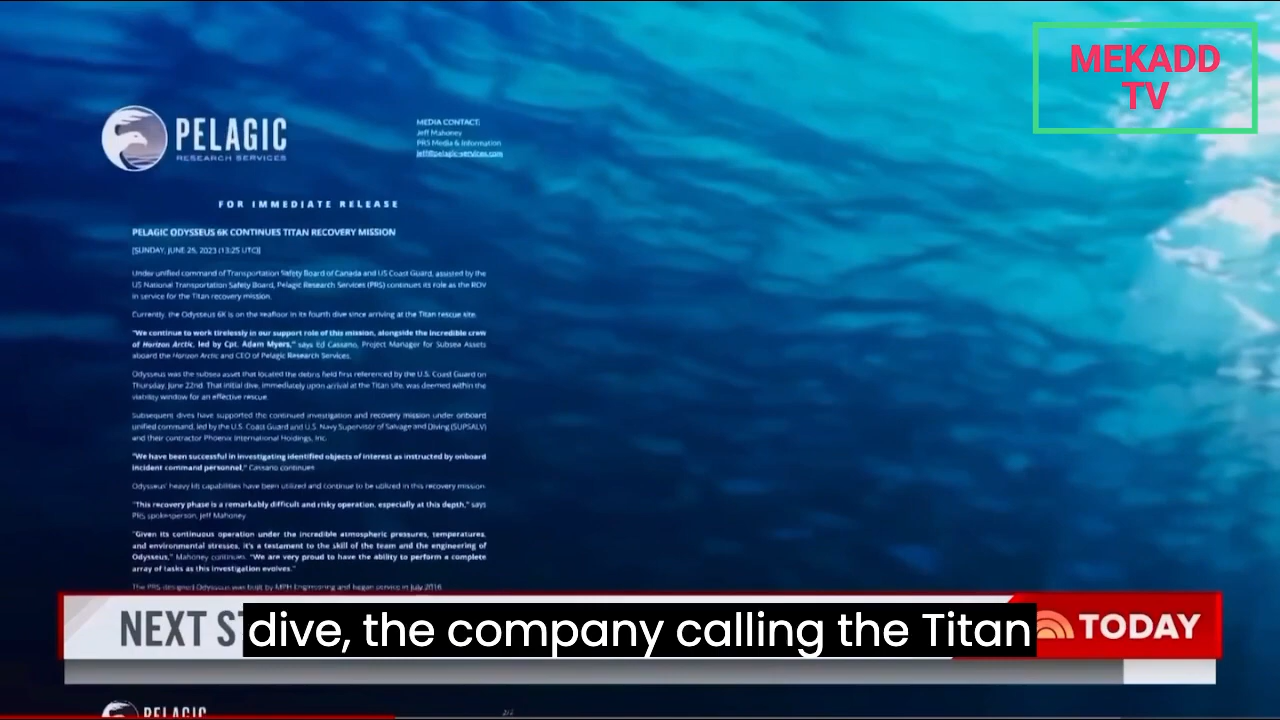 MEKADD
TV
PELAGIC
RESEARCH SERVICES
MEDIA CONTACT:
Jeff Mahoney
PRS Media & Information
jeff@pelagic-services.com
FOR IMMEDIATE RELEASE
PELAGIC ODYSSEUS 6K CONTINUES TITAN RECOVERY MISSION
[SUNDAY, JUNE 25, 2023 (13:25 UTC)]
Under unified command of Transportation Safety Board of Canada and US Coast Guard, assisted by the
US National Transportation Safety Board, Pelagic Research Services (PRS) continues its role as the ROV
in service for the Titan recovery mission.
Currently, the Odysseus 6K is on the seafloor in its fourth dive since arriving at the Titan rescue site.
"We continue to work tirelessly in our support role of this mission, alongside the incredible crew
of Horizon Arctic, led by Cpt. Adam Myers," says Ed Cassano, Project Manager for Subsea Assets
aboard the Horizon Arctic and CEO of Pelagic Research Services.
Odysseus was the subsea asset that located the debris field first referenced by the U.S. Coast Guard on
Thursday, June 22nd. That initial dive, immediately upon arrival at the Titan site, was deemed within the
viability window for an effective rescue.
Subsequent dives have supported the continued investigation and recovery mission under onboard
unified command, led by the U.S. Coast Guard and U.S. Navy Supervisor of Salvage and Diving (SUPSALV)
and their contractor Phoenix International Holdings, Inc.
"We have been successful in investigating identified objects of interest as instructed by onboard
incident command personnel," Cassano continues
Odysseus' heavy lift capabilities have been utilized and continue to be utilized in this recovery mission.
"This recovery phase is a remarkably difficult and risky operation, especially at this depth," says
PRS spokesperson, Jeff Mahoney
"Given its continuous operation under the incredible atmospheric pressures, temperatures,
and environmental stresses, it's a testament to the skill of the team and the engineering of
Odysseus," Mahoney continues. "We are very proud to have the ability to perform a complete
array of tasks as this investigation evolves."
The PRS designed Odysseus was built by MPH Engineering and began service in July 2016
NEXT ST
dive, the company calling the Titan
TODAY
PELAGIC
2/2